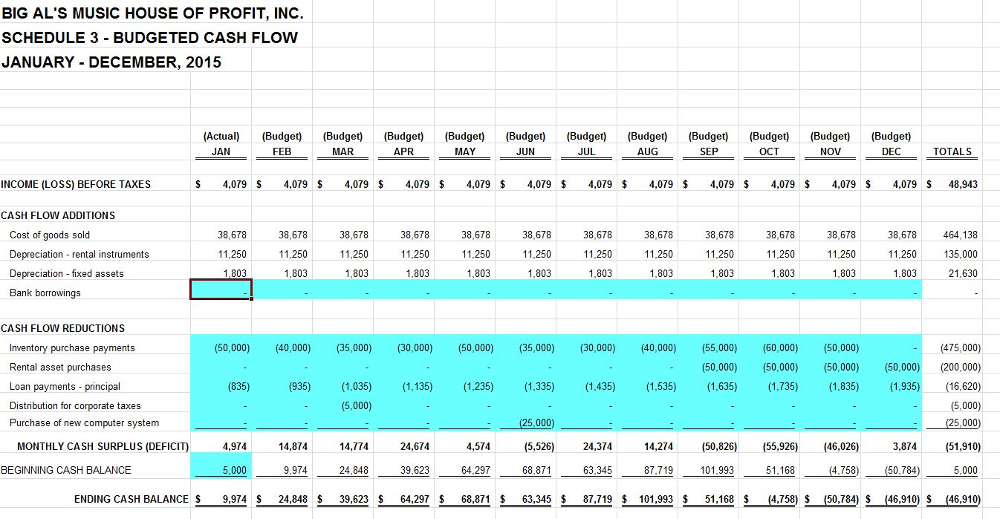 BIG AL'S MUSIC HOUSE OF PROFIT, INC.
SCHEDULE 3 - BUDGETED CASH FLOW
JANUARY - DECEMBER, 2015
(Actual) (Budget) (Budget) (Budget) (Budget) (Budget) (Budget) (Budget) (Budget) (Budget) (Budget) (Budget)
JAN FEB MAR APR MAY JUN JUL AUG SEP OCT NOV DEC TOTALS
INCOME (LOSS) BEFORE TAXES $ 4,079 $ 4,079 $ 4,079 $ 4,079 $ 4,079 $ 4,079 $ 4,079 $ 4,079 $ 4,079 $ 4,079 $ 4,079 $ 4,079 $ 48,943
CASH FLOW ADDITIONS
Cost of goods sold 38,678 38,678 38,678 38,678 38,678 38,678 38,678 38,678 38,678 38,678 38,678 38,678 464,138
Depreciation - rental instruments 11,250 11,250 11,250 11,250 11,250 11,250 11,250 11,250 11,250 11,250 11,250 11,250 135,000
Depreciation - fixed assets 1,803 1,803 1,803 1,803 1,803 1,803 1,803 1,803 1,803 1,803 1,803 1,803 21,630
Bank borrowings - - - - - - - - - - - - -
CASH FLOW REDUCTIONS
Inventory purchase payments (50,000) (40,000) (35,000) (30,000) (50,000) (35,000) (30,000) (40,000) (55,000) (60,000) (50,000) - (475,000)
Rental asset purchases - - - - - - - - (50,000) (50,000) (50,000) (50,000) (200,000)
Loan payments - principal (835) (935) (1,035) (1,135) (1,235) (1,335) (1,435) (1,535) (1,635) (1,735) (1,835) (1,935) (16,620)
Distribution for corporate taxes - - (5,000) - - - - - - - - - (5,000)
Purchase of new computer system - - - - - (25,000) - - - - - - (25,000)
MONTHLY CASH SURPLUS (DEFICIT) 4,974 14,874 14,774 24,674 4,574 (5,526) 24,374 14,274 (50,826) (55,926) (46,026) 3,874 (51,910)
BEGINNING CASH BALANCE 5,000 9,974 24,848 39,623 64,297 68,871 63,345 87,719 101,993 51,168 (4,758) (50,784) 5,000
ENDING CASH BALANCE $ 9,974 $ 24,848 $ 39,623 $ 64,297 $ 68,871 $ 63,345 $ 87,719 $ 101,993 $ 51,168 $ (4,758) $ (50,784) $ (46,910) $ (46,910)